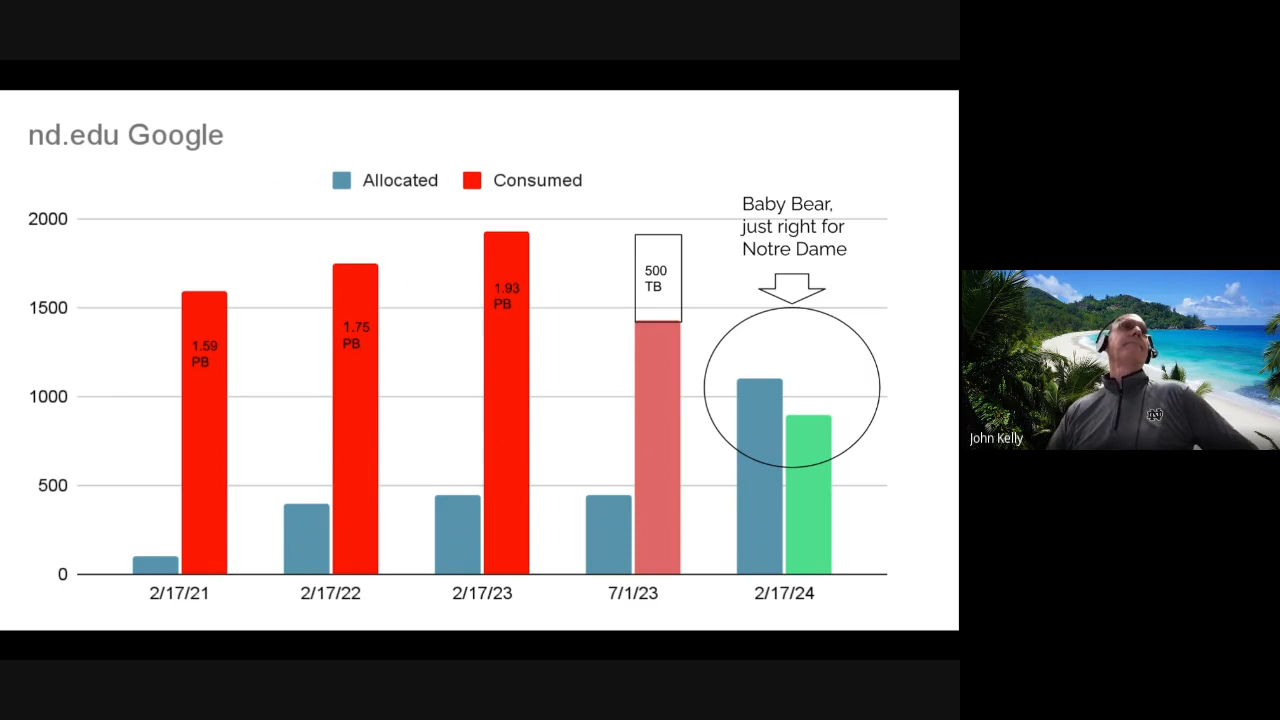 nd.edu Google
Allocated
Consumed
Baby Bear,
just right for
Notre Dame
2000
1500
1000
500
0
1.59
PB
1.75
PB
1.93
PB
500
TB
2/17/21
2/17/22
2/17/23
7/1/23
2/17/24
John Kelly